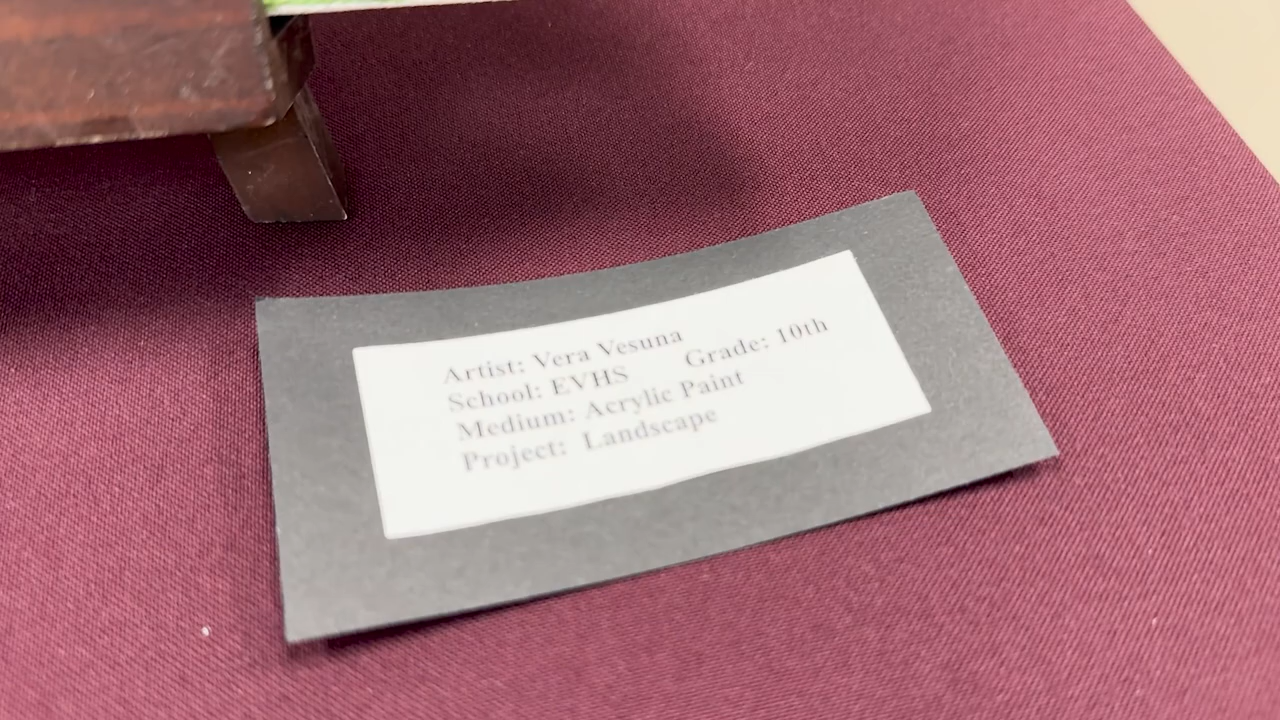 Artist: Vera Vesuna
School: EVHS Grade: 10th
Medium: Acrylic Paint
Project: Landscape